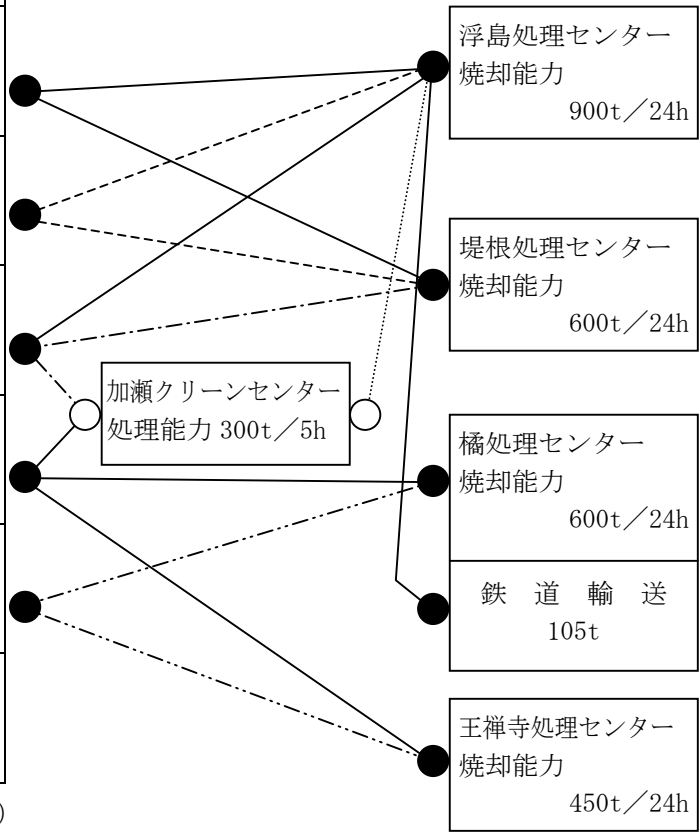 浮島処理センター
焼却能力
900t／24h
堤根処理センター
焼却能力
600t／24h
加瀬クリーンセンター
処理能力 300t／5h
橘処理センター
焼却能力
600t／24h
鉄 道 輸 送
105t
王禅寺処理センター
焼却能力
450t／24h
)